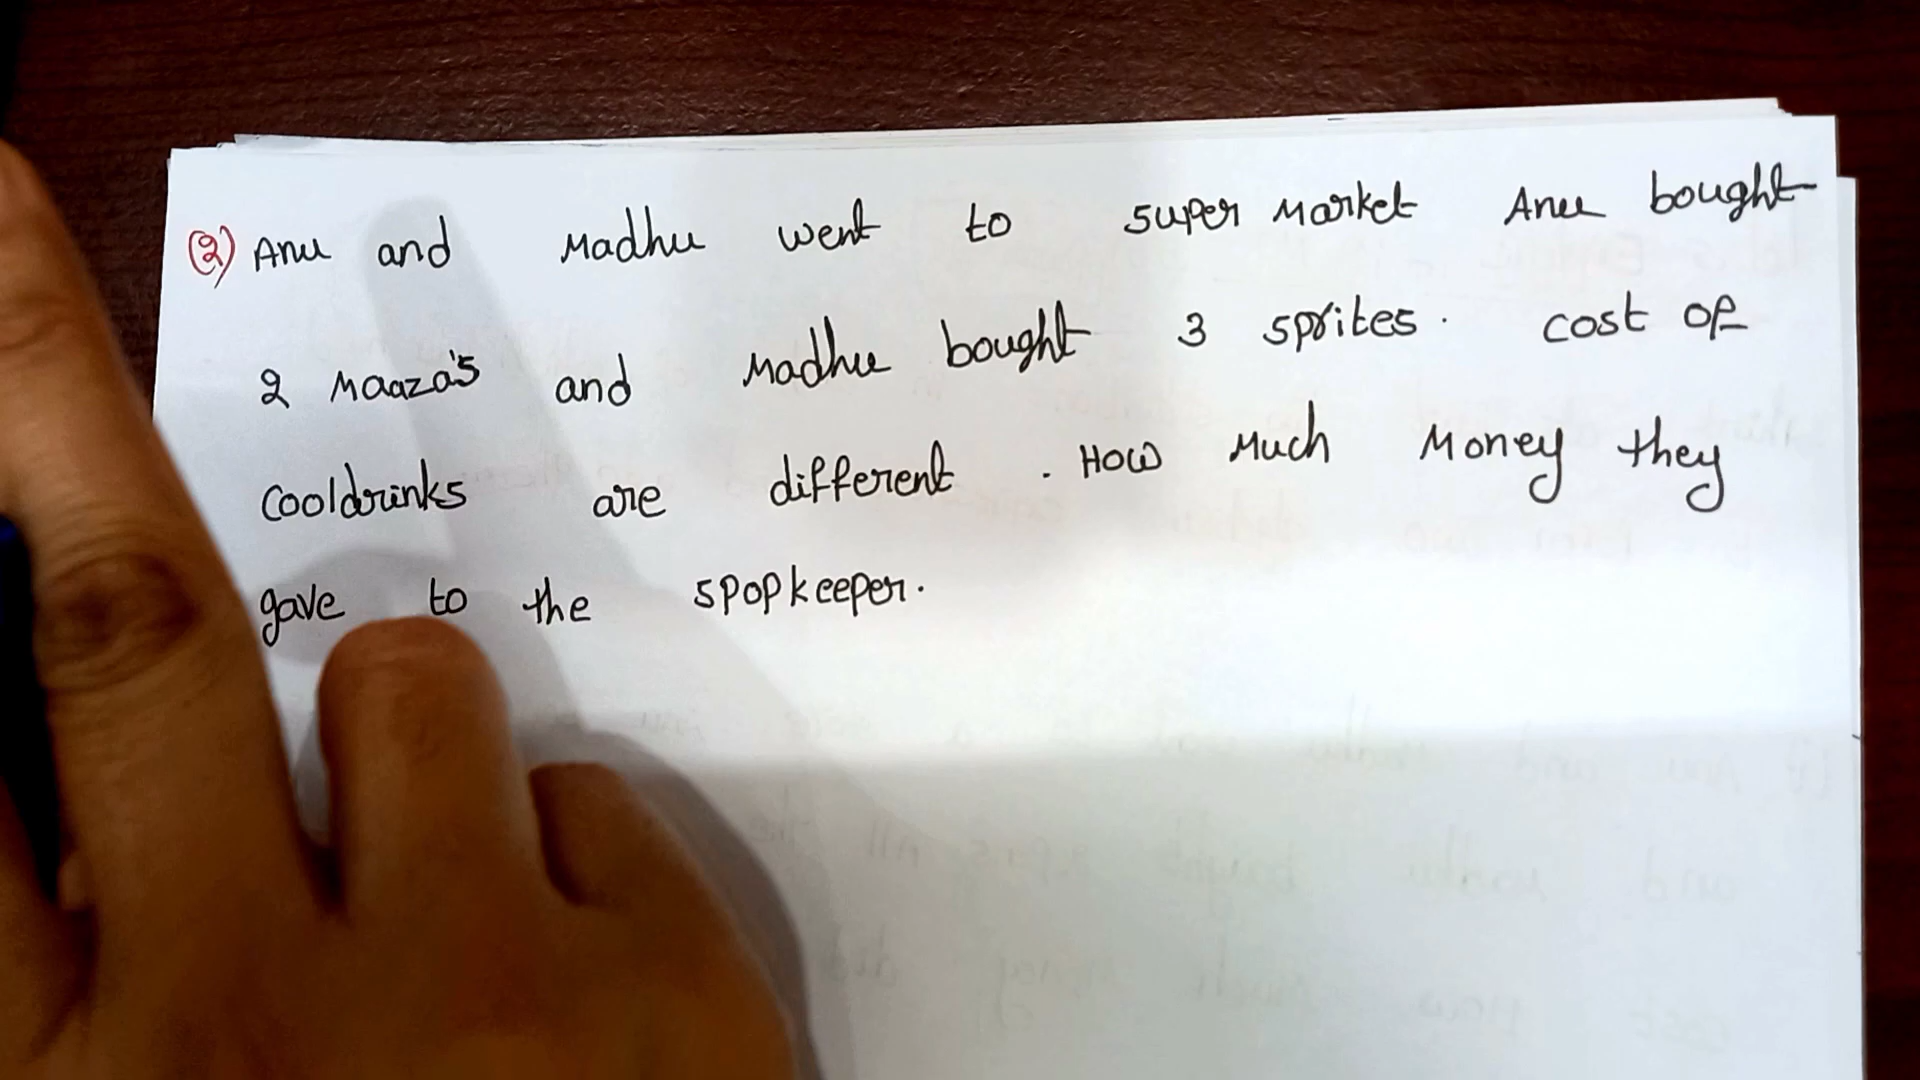 2) Anu and Madhu went to super market Anu bought
2 Maaza's and Madhu bought 3 sprites. cost of
cooldrinks are different. How Much Money they
gave to the spopkeeper.